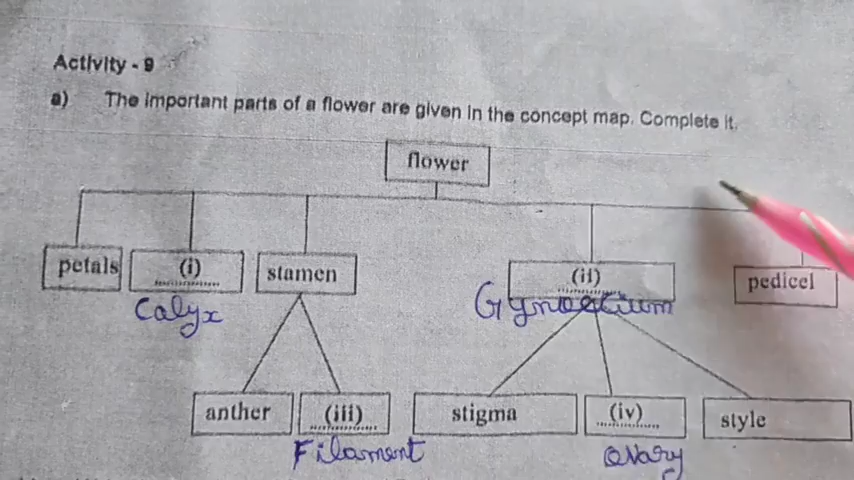 Activity - 9
a) The important parts of a flower are given in the concept map. Complete it.
flower
petals (i) stamen (ii) pedicel
Calyx Gynoecium
anther (iii) stigma (iv) style
Filament Ovary